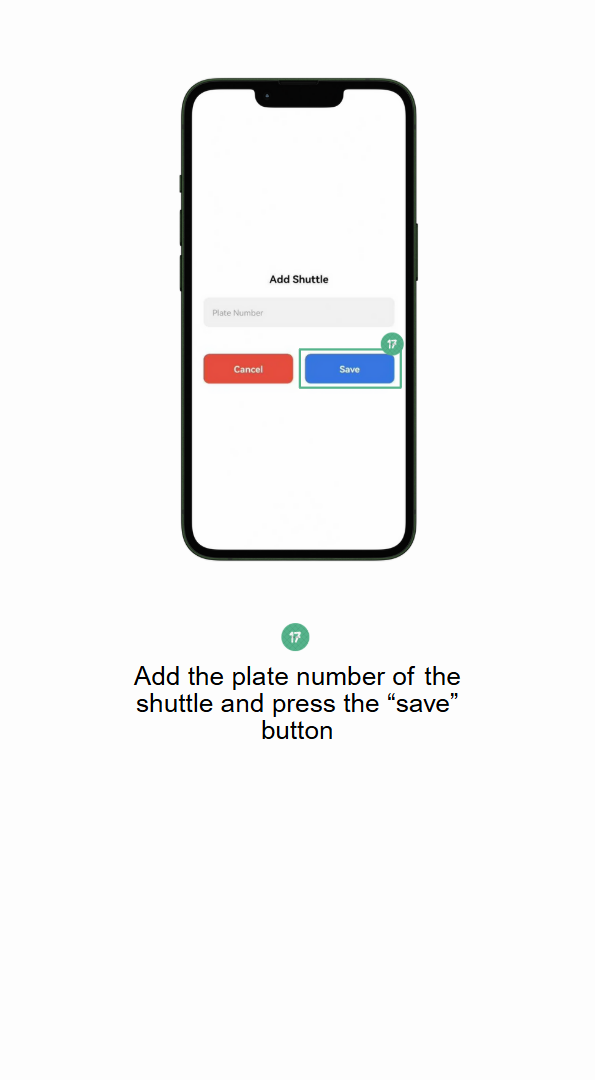 Add Shuttle
Plate Number
17
Cancel
Save
17
Add the plate number of the
shuttle and press the “save”
button